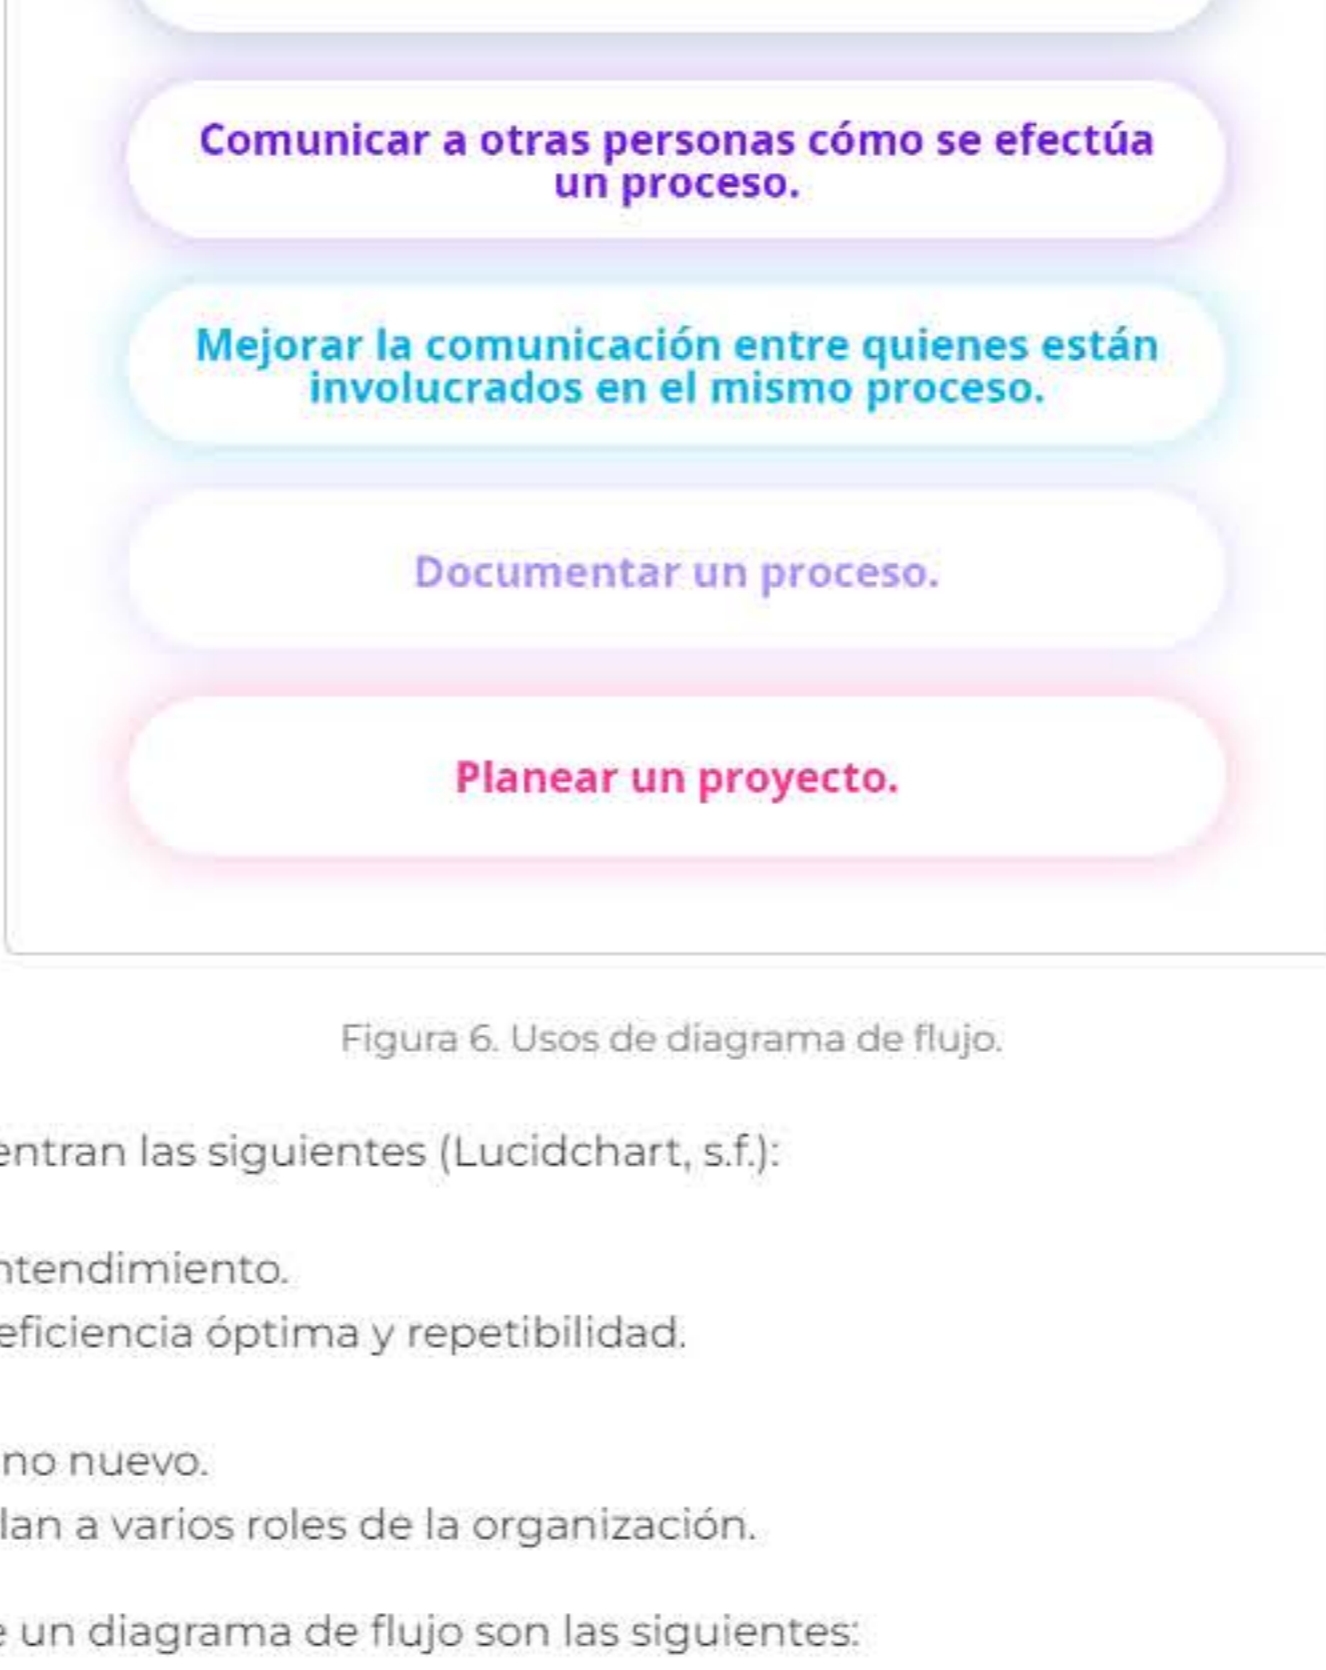 Comunicar a otras personas cómo se efectúa
un proceso.
Mejorar la comunicación entre quienes están
involucrados en el mismo proceso.
Documentar un proceso.
Planear un proyecto.
Figura 6. Usos de diagrama de flujo.
entran las siguientes (Lucidchart, s.f.):
ntendimiento.
eficiencia óptima y repetibilidad.
no nuevo.
lan a varios roles de la organización.
e un diagrama de flujo son las siguientes: